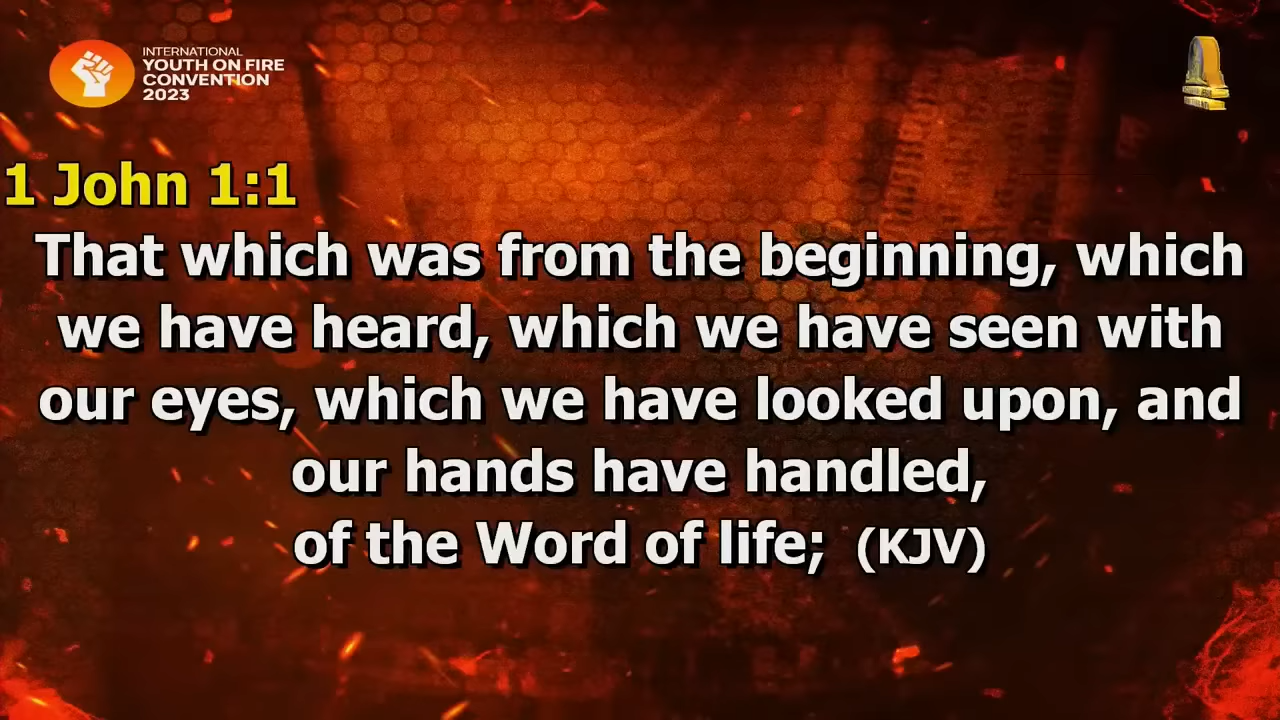 INTERNATIONAL
YOUTH ON FIRE
CONVENTION
2023
1 John 1:1
That which was from the beginning, which
we have heard, which we have seen with
our eyes, which we have looked upon, and
our hands have handled,
of the Word of life; (KJV)